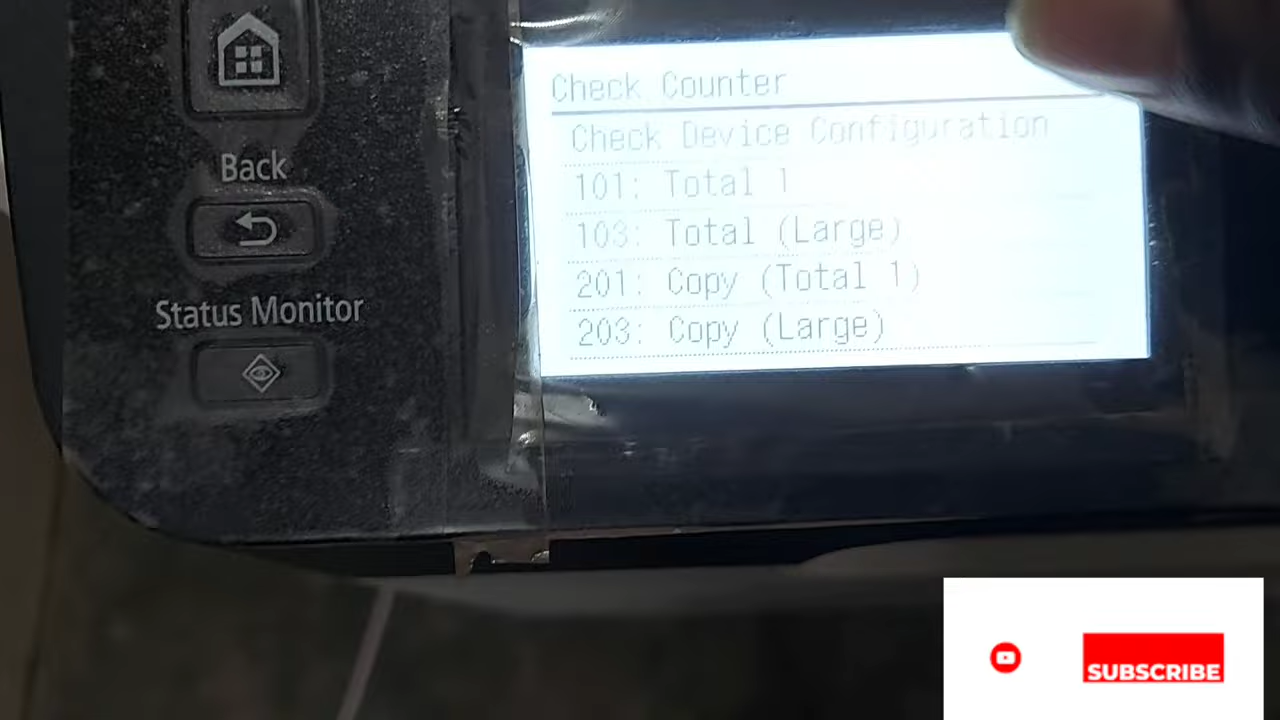 Back
Status Monitor
Check Counter
Check Device Configuration
101: Total 1
103: Total (Large)
201: Copy (Total 1)
203: Copy (Large)
SUBSCRIBE